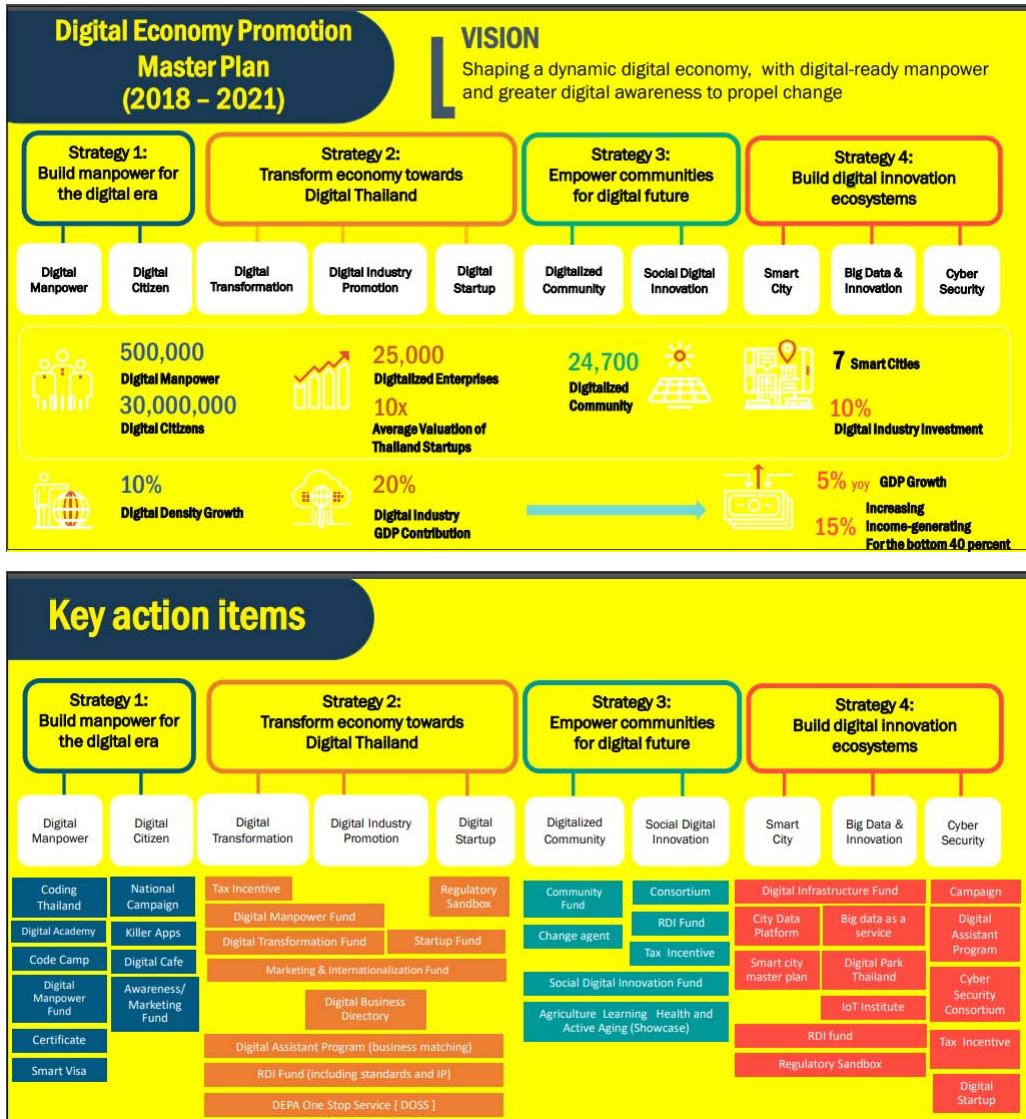 Digital Economy Promotion
Master Plan
(2018 – 2021)
VISION
Shaping a dynamic digital economy, with digital-ready manpower
and greater digital awareness to propel change
Strategy 1:
Build manpower for
the digital era
Strategy 2:
Transform economy towards
Digital Thailand
Strategy 3:
Empower communities
for digital future
Strategy 4:
Build digital innovation
ecosystems
Digital
Manpower
Digital
Citizen
Digital
Transformation
Digital Industry
Promotion
Digital
Startup
Digitalized
Community
Social Digital
Innovation
Smart
City
Big Data &
Innovation
Cyber
Security
500,000
Digital Manpower
30,000,000
Digital Citizens
25,000
Digitalized Enterprises
10x
Average Valuation of
Thailand Startups
24,700
Digitalized
Community
7 Smart Cities
10%
Digital Industry Investment
10%
Digital Density Growth
20%
Digital Industry
GDP Contribution
5% yoy GDP Growth
15% Increasing
Income-generating
For the bottom 40 percent
Key action items
Strategy 1:
Build manpower for
the digital era
Strategy 2:
Transform economy towards
Digital Thailand
Strategy 3:
Empower communities
for digital future
Strategy 4:
Build digital innovation
ecosystems
Digital
Manpower
Digital
Citizen
Digital
Transformation
Digital Industry
Promotion
Digital
Startup
Digitalized
Community
Social Digital
Innovation
Smart
City
Big Data &
Innovation
Cyber
Security
Coding
Thailand
Digital Academy
Code Camp
Digital
Manpower
Fund
Certificate
Smart Visa
National
Campaign
Killer Apps
Digital Cafe
Awareness/
Marketing
Fund
Tax Incentive
Regulatory
Sandbox
Digital Manpower Fund
Digital Transformation Fund
Startup Fund
Marketing & Internationalization Fund
Digital Business
Directory
Digital Assistant Program (business matching)
RDI Fund (including standards and IP)
DEPA One Stop Service [ DOSS ]
Community
Fund
Change agent
Consortium
RDI Fund
Tax Incentive
Social Digital Innovation Fund
Agriculture Learning Health and
Active Aging (Showcase)
Digital Infrastructure Fund
City Data
Platform
Big data as a
service
Smart city
master plan
Digital Park
Thailand
IoT Institute
RDI fund
Regulatory Sandbox
Campaign
Digital
Assistant
Program
Cyber
Security
Consortium
Tax Incentive
Digital
Startup